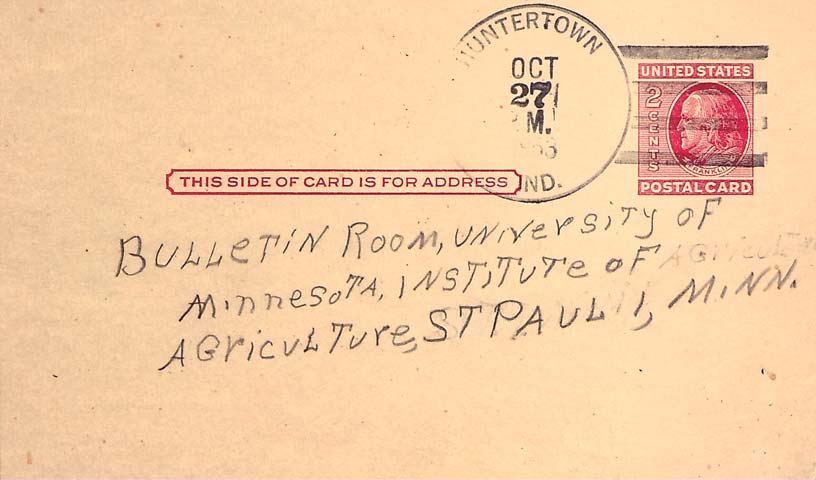 HUNTERTOWN
OCT
27
M.
IND.
UNITED STATES
2 CENTS
FRANKLIN
POSTAL CARD
THIS SIDE OF CARD IS FOR ADDRESS
BULLETIN ROOM, UNIVERSITY OF
MINNESOTA, INSTITUTE OF AGRICULTURE
AGRICULTURE, ST PAUL 1, MINN.